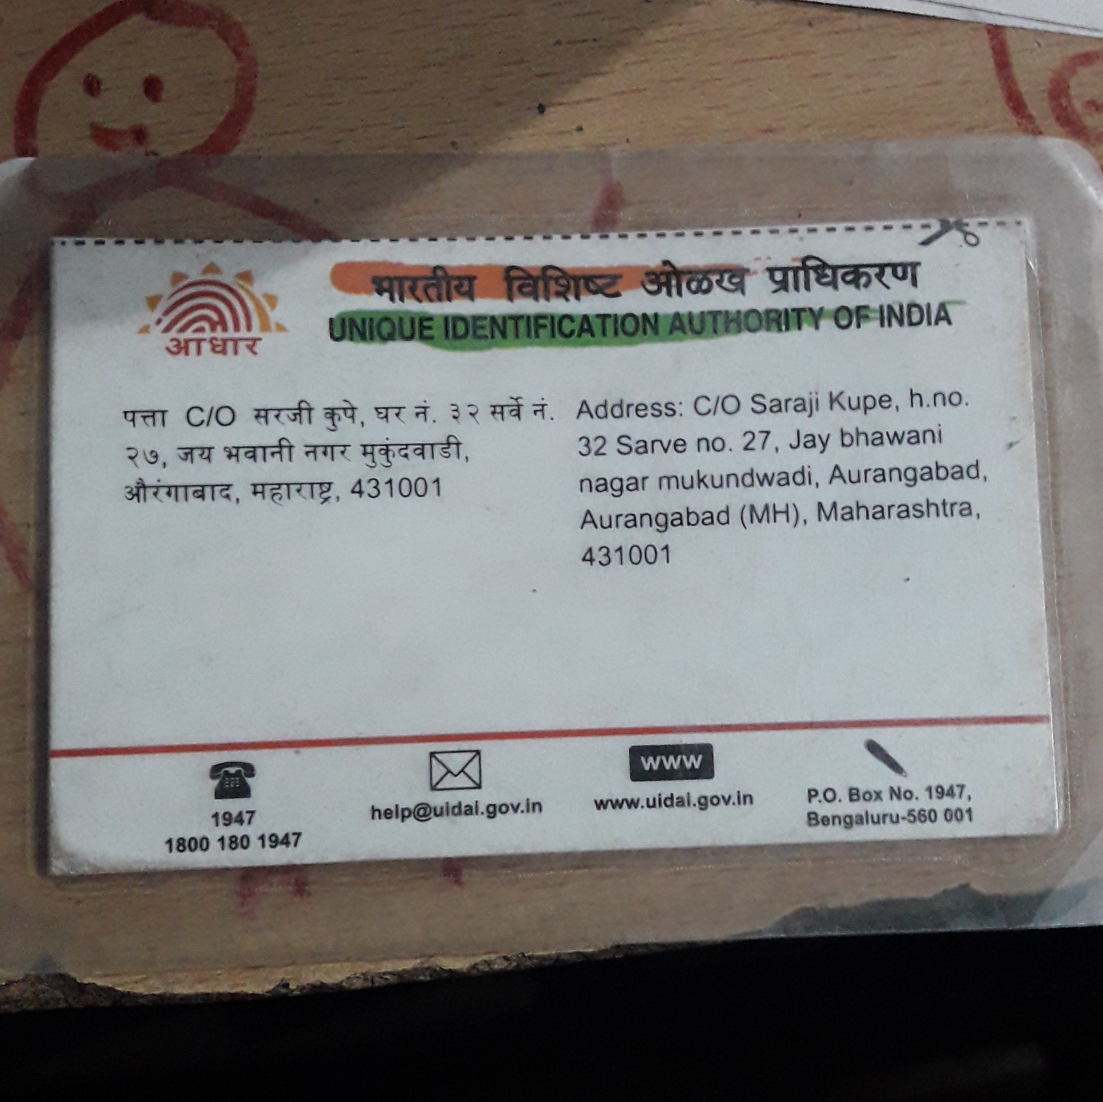 भारतीय विशिष्ट ओळख प्राधिकरण
UNIQUE IDENTIFICATION AUTHORITY OF INDIA
आधार
पत्ता C/O सरजी कुपे, घर नं. ३२ सर्वे नं.
२७, जय भवानी नगर मुकुंदवाडी,
औरंगाबाद, महाराष्ट्र, 431001
Address: C/O Saraji Kupe, h.no.
32 Sarve no. 27, Jay bhawani
nagar mukundwadi, Aurangabad,
Aurangabad (MH), Maharashtra,
431001
1947
1800 180 1947
help@uidai.gov.in
www
www.uidai.gov.in
P.O. Box No. 1947,
Bengaluru-560 001